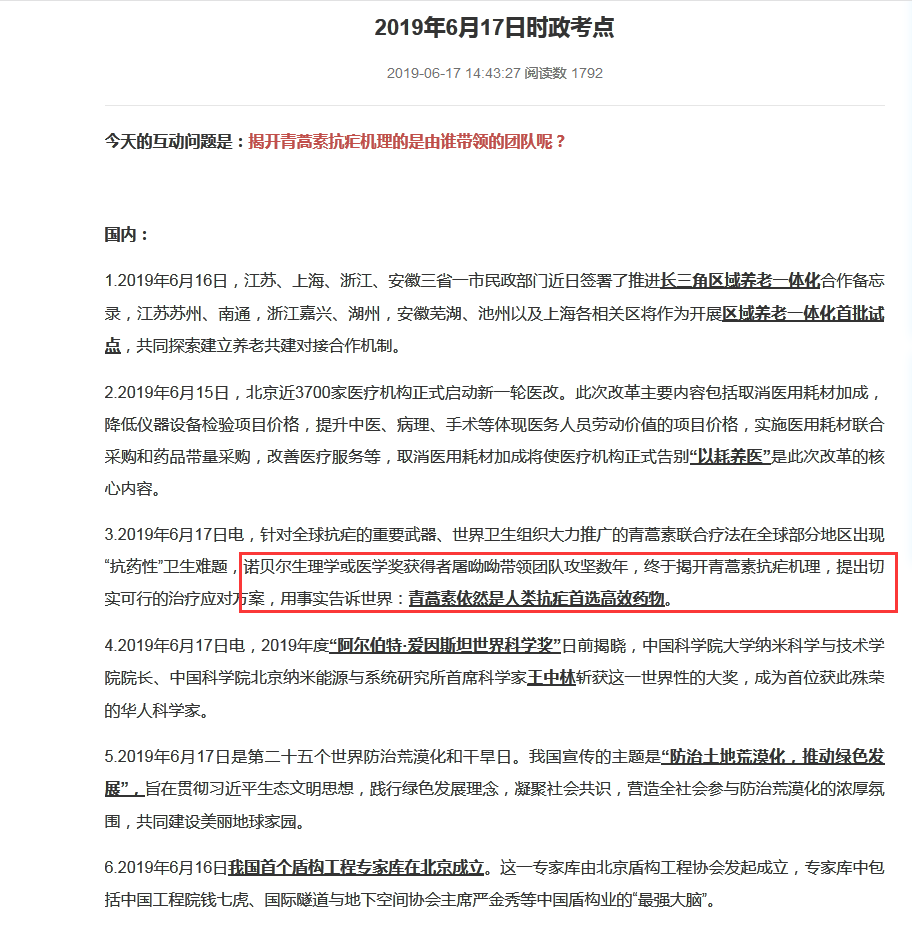 2019年6月17日时政考点
2019-06-17 14:43:27 阅读数 1792
今天的互动问题是：揭开青蒿素抗疟机理的是由谁带领的团队呢？
国内：
1.2019年6月16日，江苏、上海、浙江、安徽三省一市民政部门近日签署了推进长三角区域养老一体化合作备忘
录，江苏苏州、南通，浙江嘉兴、湖州，安徽芜湖、池州以及上海各相关区将作为开展区域养老一体化首批试
点，共同探索建立养老共建对接合作机制。
2.2019年6月15日，北京近3700家医疗机构正式启动新一轮医改。此次改革主要内容包括取消医用耗材加成，
降低仪器设备检验项目价格，提升中医、病理、手术等体现医务人员劳动价值的项目价格，实施医用耗材联合
采购和药品带量采购，改善医疗服务等，取消医用耗材加成将使医疗机构正式告别“以耗养医”是此次改革的核
心内容。
3.2019年6月17日电，针对全球抗疟的重要武器、世界卫生组织大力推广的青蒿素联合疗法在全球部分地区出现
“抗药性”卫生难题，诺贝尔生理学或医学奖获得者屠呦呦带领团队攻坚数年，终于揭开青蒿素抗疟机理，提出切
实可行的治疗应对方案，用事实告诉世界：青蒿素依然是人类抗疟首选高效药物。
4.2019年6月17日电，2019年度“阿尔伯特·爱因斯坦世界科学奖”日前揭晓，中国科学院大学纳米科学与技术学
院院长、中国科学院北京纳米能源与系统研究所首席科学家王中林斩获这一世界性的大奖，成为首位获此殊荣
的华人科学家。
5.2019年6月17日是第二十五个世界防治荒漠化和干旱日。我国宣传的主题是“防治土地荒漠化，推动绿色发
展”，旨在贯彻习近平生态文明思想，践行绿色发展理念，凝聚社会共识，营造全社会参与防治荒漠化的浓厚氛
围，共同建设美丽地球家园。
6.2019年6月16日我国首个盾构工程专家库在北京成立。这一专家库由北京盾构工程协会发起成立，专家库中包
括中国工程院钱七虎、国际隧道与地下空间协会主席严金秀等中国盾构业的“最强大脑”。